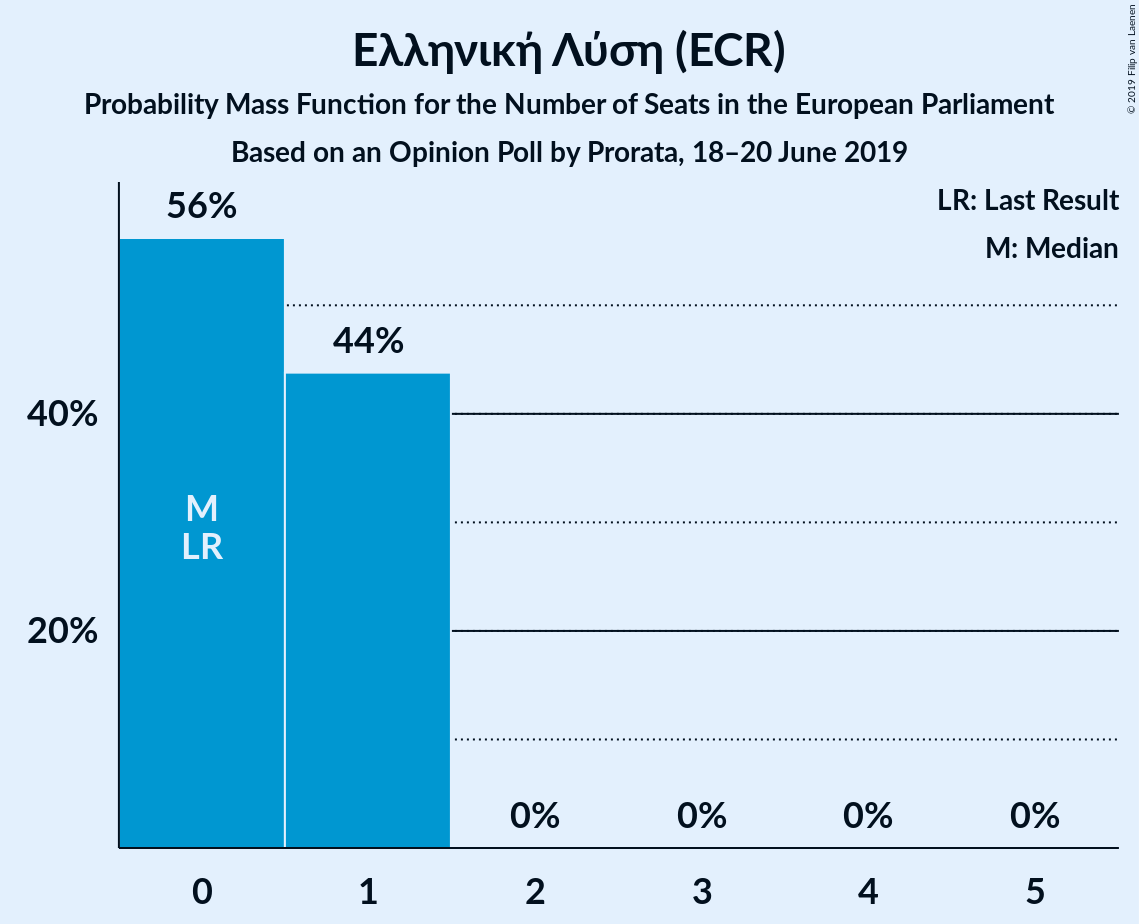 Ελληνική Λύση (ECR)
Probability Mass Function for the Number of Seats in the European Parliament
Based on an Opinion Poll by Prorata, 18–20 June 2019
© 2019 Filip van Laenen
LR: Last Result
M: Median
56%
44%
40%
M
LR
20%
0% 0% 0% 0%
0 1 2 3 4 5